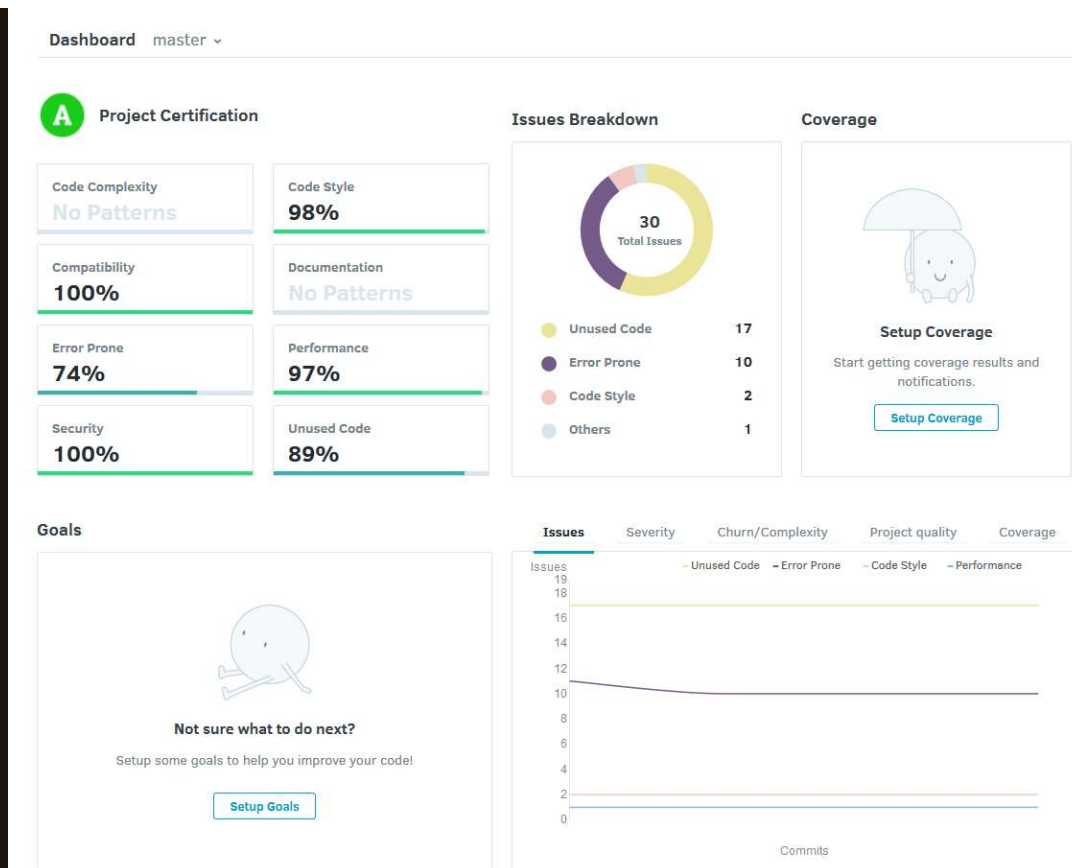 Dashboard master
A Project Certification
Code Complexity
No Patterns
Code Style
98%
Compatibility
100%
Documentation
No Patterns
Error Prone
74%
Performance
97%
Security
100%
Unused Code
89%
Issues Breakdown
30
Total Issues
Unused Code 17
Error Prone 10
Code Style 2
Others 1
Coverage
Setup Coverage
Start getting coverage results and
notifications.
Setup Coverage
Goals
Not sure what to do next?
Setup some goals to help you improve your code!
Setup Goals
Issues Severity Churn/Complexity Project quality Coverage
Issues
Unused Code Error Prone Code Style Performance
19
18
16
14
12
10
8
6
4
2
0
Commits